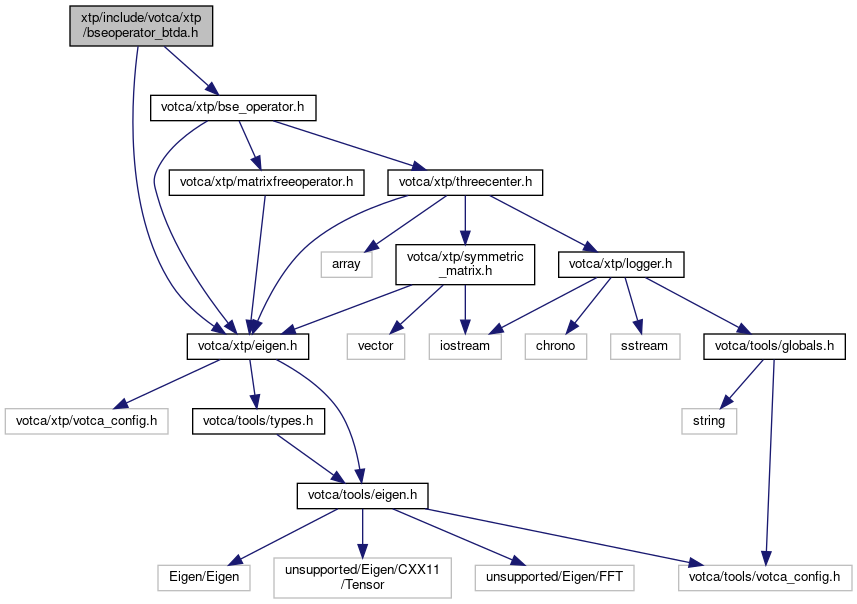 xtp/include/votca/xtp
/bseoperator_btda.h
votca/xtp/bse_operator.h
votca/xtp/matrixfreeoperator.h
votca/xtp/threecenter.h
array
votca/xtp/symmetric
_matrix.h
votca/xtp/logger.h
votca/xtp/eigen.h
vector
iostream
chrono
sstream
votca/tools/globals.h
votca/xtp/votca_config.h
votca/tools/types.h
string
votca/tools/eigen.h
Eigen/Eigen
unsupported/Eigen/CXX11
/Tensor
unsupported/Eigen/FFT
votca/tools/votca_config.h